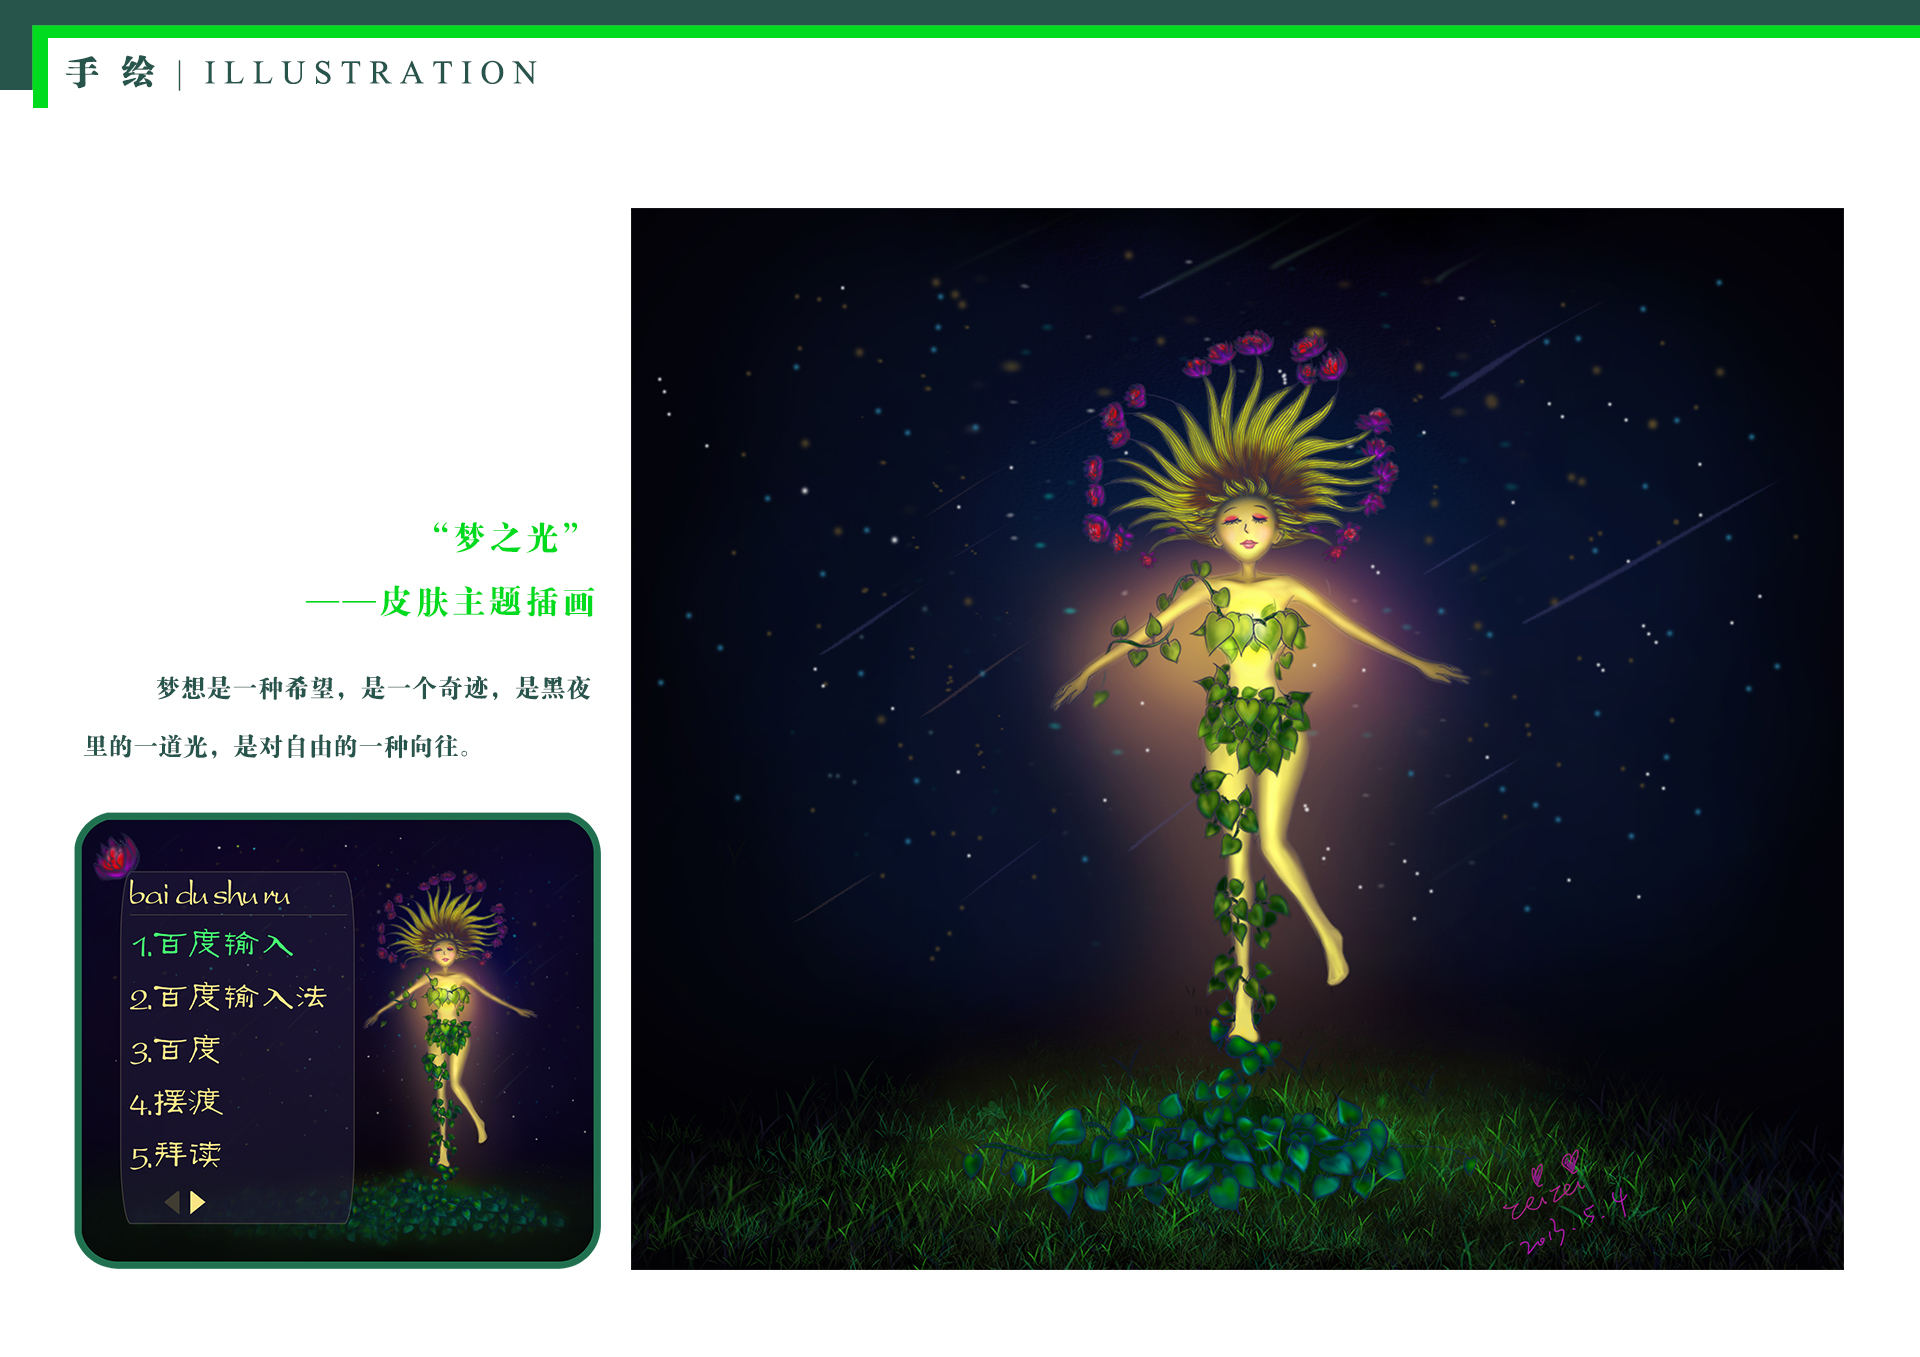 手绘 | ILLUSTRATION
“梦之光”
——皮肤主题插画
梦想是一种希望，是一个奇迹，是黑夜
里的一道光，是对自由的一种向往。
bai du shu ru
1.百度输入
2.百度输入法
3.百度
4.摆渡
5.拜读
zeizei
2013.5.4